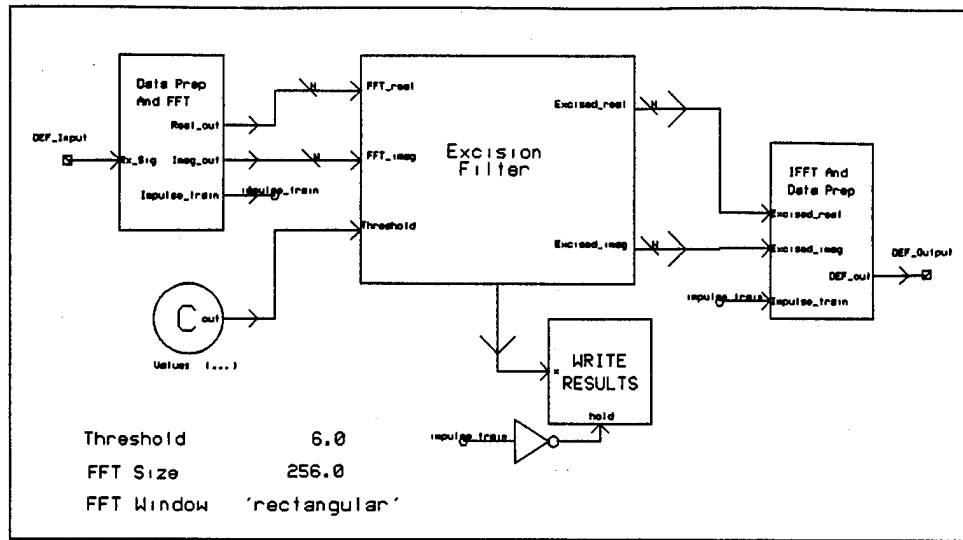 Data Prep
And FFT
Real_out
DEF_Input
Rx_Sig
Imag_out
Impulse_train
impulse_train
FFT_real
FFT_imag
Threshold
Excision
Filter
Excised_real
Excised_imag
N
N
N
N
IFFT And
Data Prep
Excised_real
Excised_imag
DEF_out
DEF_Output
impulse_train
Impulse_train
C
out
Values (...)
x
WRITE
RESULTS
hold
impulse_train
Threshold 6.0
FFT Size 256.0
FFT Window 'rectangular'